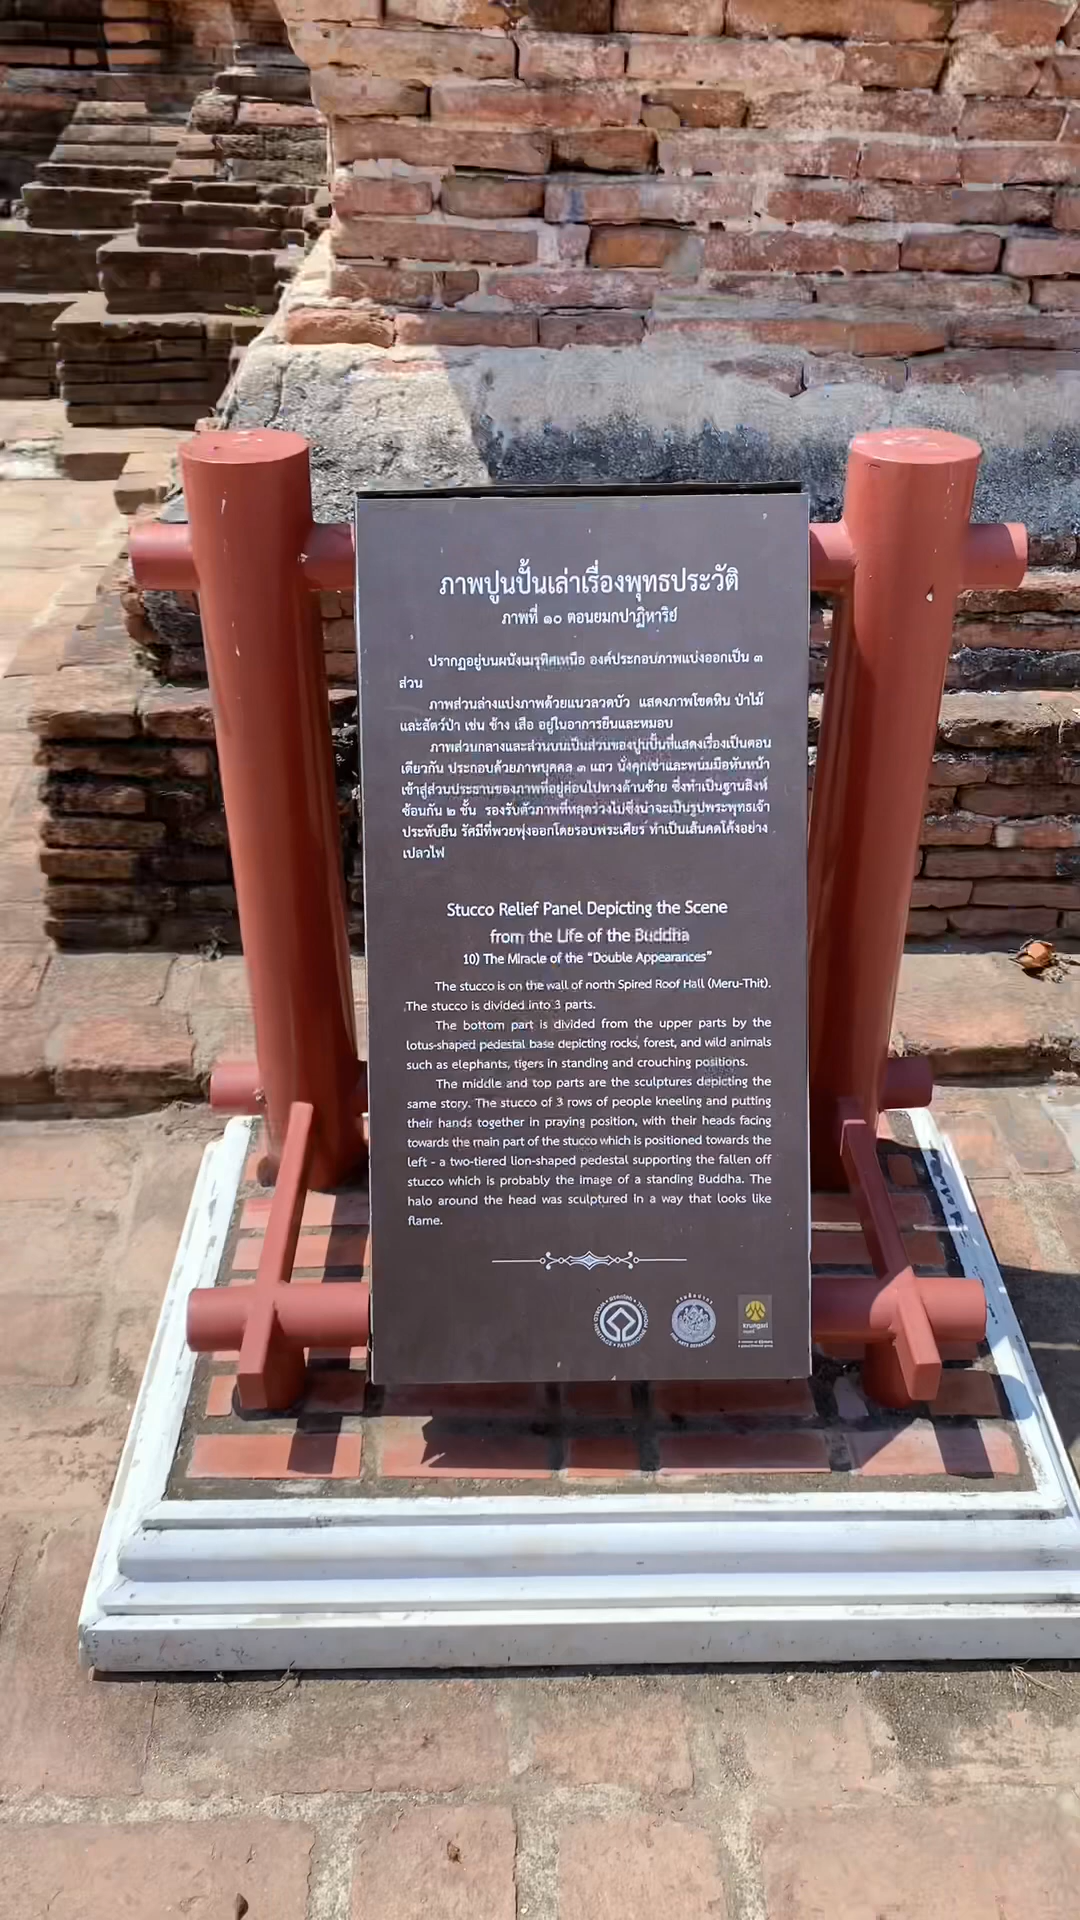 ภาพปูนปั้นเล่าเรื่องพุทธประวัติ
ภาพที่ ๑๐ ตอนยมกปาฏิหาริย์
ปรากฏอยู่บนผนังเมรุทิศเหนือ องค์ประกอบภาพแบ่งออกเป็น ๓
ส่วน
ภาพส่วนล่างแบ่งภาพด้วยแนวลวดบัว แสดงภาพโขดหิน ป่าไม้
และสัตว์ป่า เช่น ช้าง เสือ อยู่ในอาการยืนและหมอบ
ภาพส่วนกลางและส่วนบนเป็นส่วนของปูนปั้นที่แสดงเรื่องเป็นตอน
เดียวกัน ประกอบด้วยภาพบุคคล ๓ แถว นั่งคุกเข่าและพนมมือหันหน้า
เข้าสู่ส่วนประธานของภาพที่อยู่ค่อนไปทางด้านซ้าย ซึ่งทำเป็นฐานสิงห์
ซ้อนกัน ๒ ชั้น รองรับตัวภาพที่หลุดร่วงไปซึ่งน่าจะเป็นรูปพระพุทธเจ้า
ประทับยืน รัศมีที่พวยพุ่งออกโดยรอบพระเศียร ทำเป็นเส้นคดโค้งอย่าง
เปลวไฟ
Stucco Relief Panel Depicting the Scene
from the Life of the Buddha
10) The Miracle of the "Double Appearances"
The stucco is on the wall of north Spired Roof Hall (Meru-Thit).
The stucco is divided into 3 parts.
The bottom part is divided from the upper parts by the
lotus-shaped pedestal base depicting rocks, forest, and wild animals
such as elephants, tigers in standing and crouching positions.
The middle and top parts are the sculptures depicting the
same story. The stucco of 3 rows of people kneeling and putting
their hands together in praying position, with their heads facing
towards the main part of the stucco which is positioned towards the
left - a two-tiered lion-shaped pedestal supporting the fallen off
stucco which is probably the image of a standing Buddha. The
halo around the head was sculptured in a way that looks like
flame.
WORLD HERITAGE • PATRIMOINE MONDIAL
กรมศิลปากร
FINE ARTS DEPARTMENT
krungsri
กรุงศรี